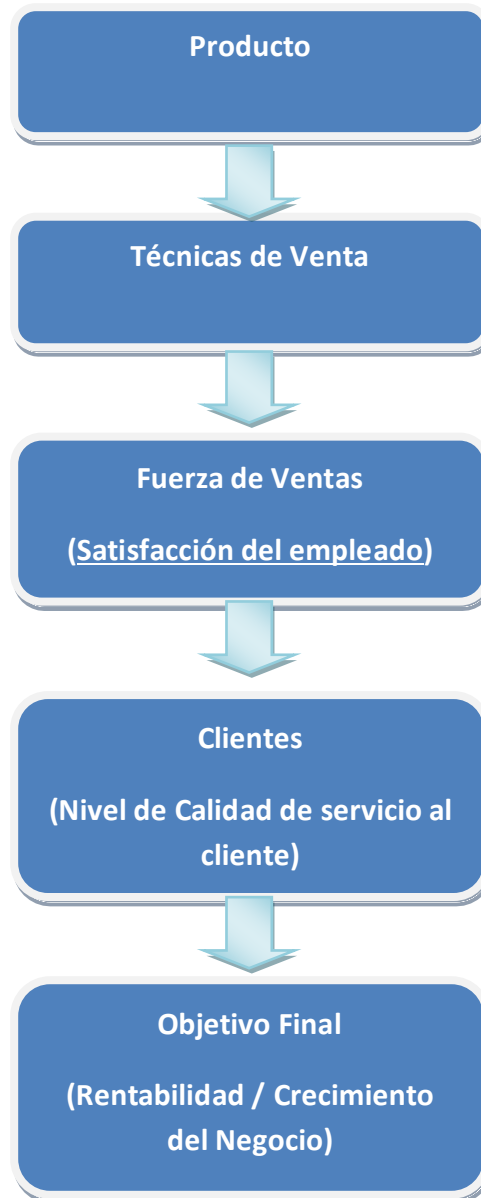 Producto
Técnicas de Venta
Fuerza de Ventas
(Satisfacción del empleado)
Clientes
(Nivel de Calidad de servicio al
cliente)
Objetivo Final
(Rentabilidad / Crecimiento
del Negocio)